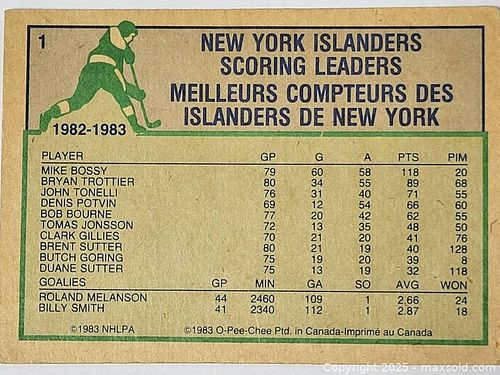 1
NEW YORK ISLANDERS
SCORING LEADERS
MEILLEURS COMPTEURS DES
ISLANDERS DE NEW YORK
1982-1983
PLAYER GP G A PTS PIM
MIKE BOSSY 79 60 58 118 20
BRYAN TROTTIER 80 34 55 89 68
JOHN TONELLI 76 31 40 71 55
DENIS POTVIN 69 12 54 66 60
BOB BOURNE 77 20 42 62 55
TOMAS JONSSON 72 13 35 48 50
CLARK GILLIES 70 21 20 41 76
BRENT SUTTER 80 21 19 40 128
BUTCH GORING 75 19 20 39 8
DUANE SUTTER 75 13 19 32 118
GOALIES GP MIN GA SO AVG WON
ROLAND MELANSON 44 2460 109 1 2.66 24
BILLY SMITH 41 2340 112 1 2.87 18
©1983 NHLPA ©1983 O-Pee-Chee Ptd. in Canada-Imprimé au Canada
Copyright 2025 - maxsold.com